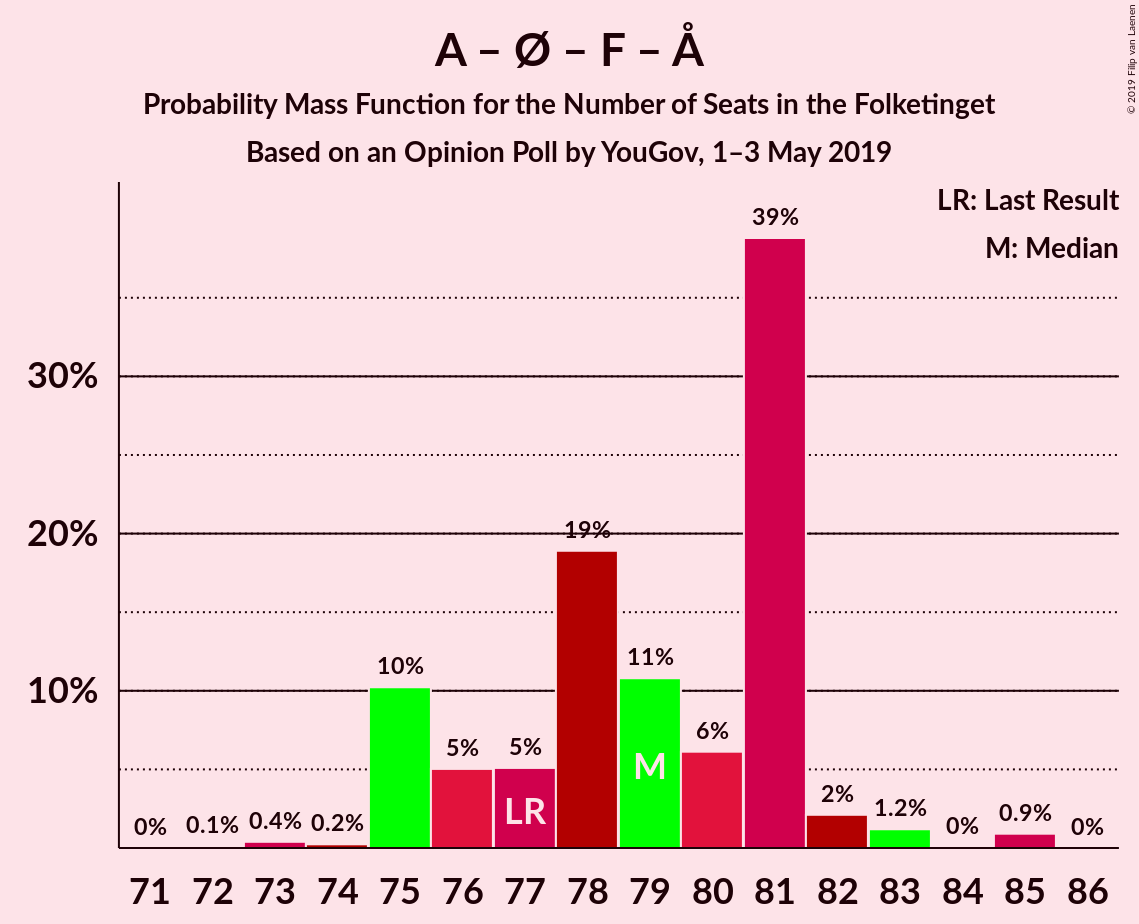 A – Ø – F – Å
Probability Mass Function for the Number of Seats in the Folketinget
Based on an Opinion Poll by YouGov, 1–3 May 2019
© 2019 Filip van Laenen
LR: Last Result
M: Median
39%
30%
20%
19%
10%
10%
5%
5%
11%
6%
2%
1.2%
0.9%
0%
0.1%
0.4%
0.2%
0%
0%
M
LR
71 72 73 74 75 76 77 78 79 80 81 82 83 84 85 86